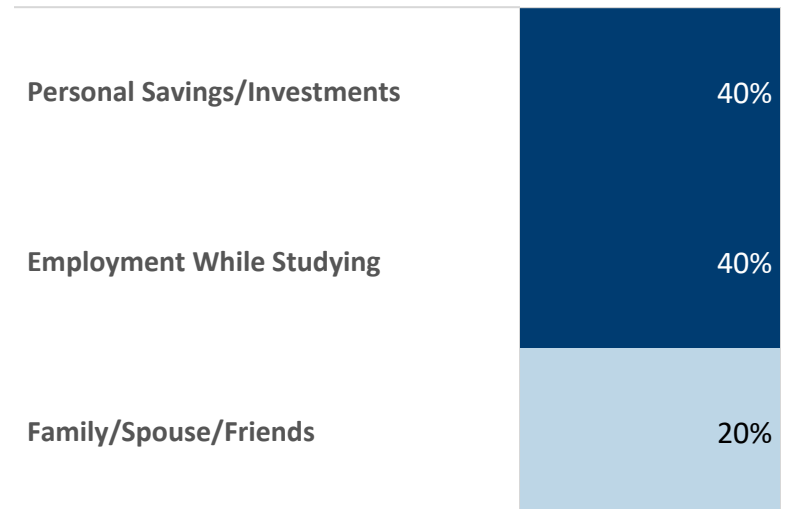 Personal Savings/Investments 40%
Employment While Studying 40%
Family/Spouse/Friends 20%